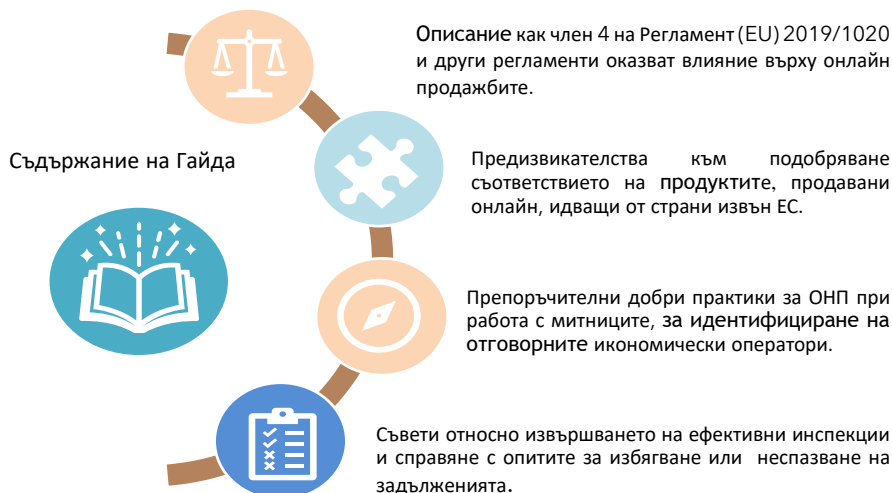 Описание как член 4 на Регламент (EU) 2019/1020
и други регламенти оказват влияние върху онлайн
продажбите.
Съдържание на Гайда
Предизвикателства към подобряване
съответствието на продуктите, продавани
онлайн, идващи от страни извън ЕС.
Препоръчителни добри практики за ОНП при
работа с митниците, за идентифициране на
отговорните икономически оператори.
Съвети относно извършването на ефективни инспекции
и справяне с опитите за избягване или неспазване на
задълженията.